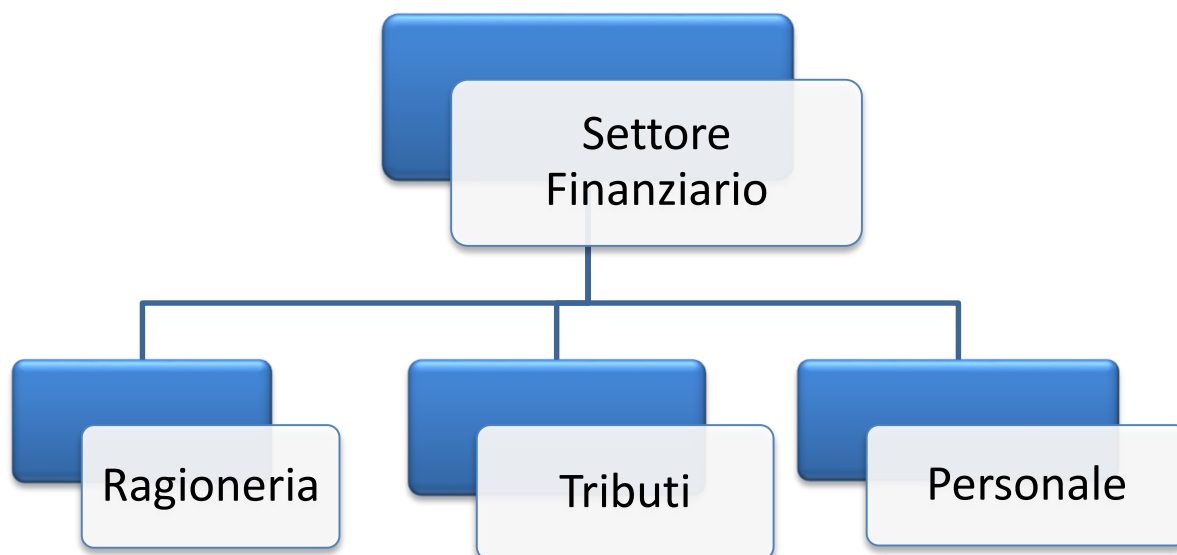 Settore
Finanziario
Ragioneria
Tributi
Personale